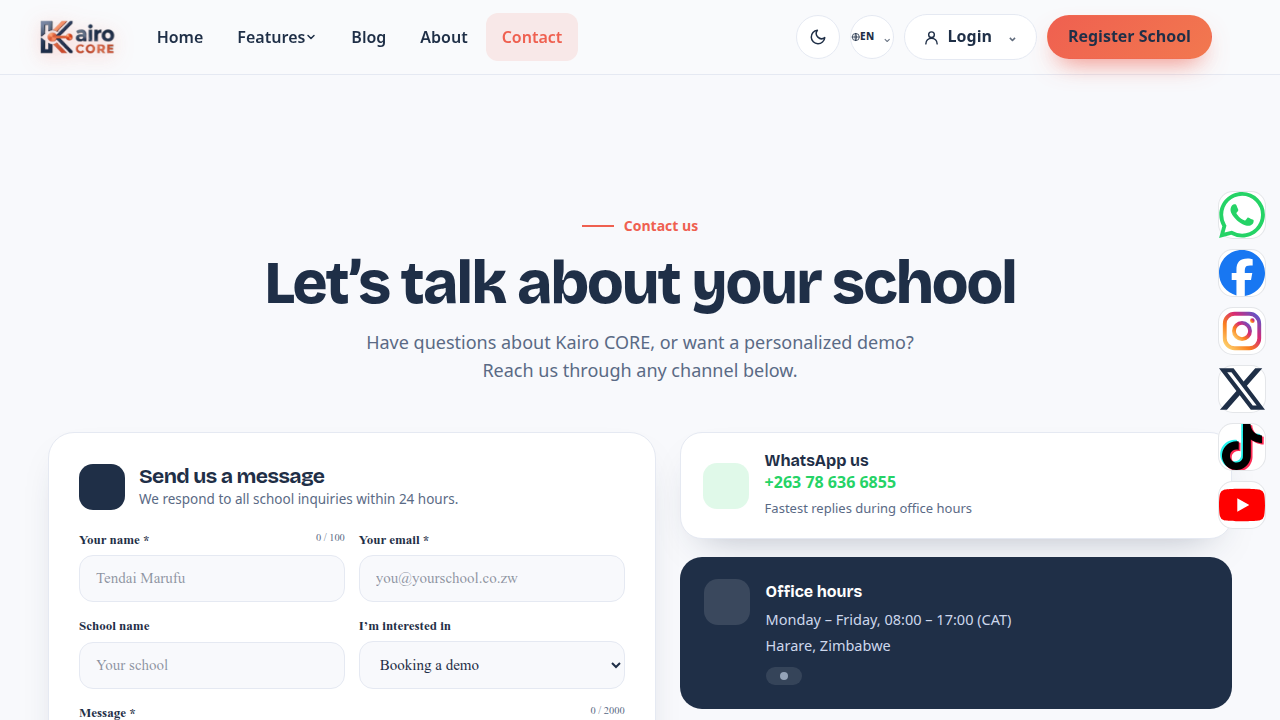 Kairo CORE
Home
Features
Blog
About
Contact
EN
Login
Register School
Contact us
Let’s talk about your school
Have questions about Kairo CORE, or want a personalized demo?
Reach us through any channel below.
Send us a message
We respond to all school inquiries within 24 hours.
Your name *
0 / 100
Your email *
Tendai Marufu
you@yourschool.co.zw
School name
I'm interested in
Your school
Booking a demo
Message *
0 / 2000
WhatsApp us
+263 78 636 6855
Fastest replies during office hours
Office hours
Monday – Friday, 08:00 – 17:00 (CAT)
Harare, Zimbabwe